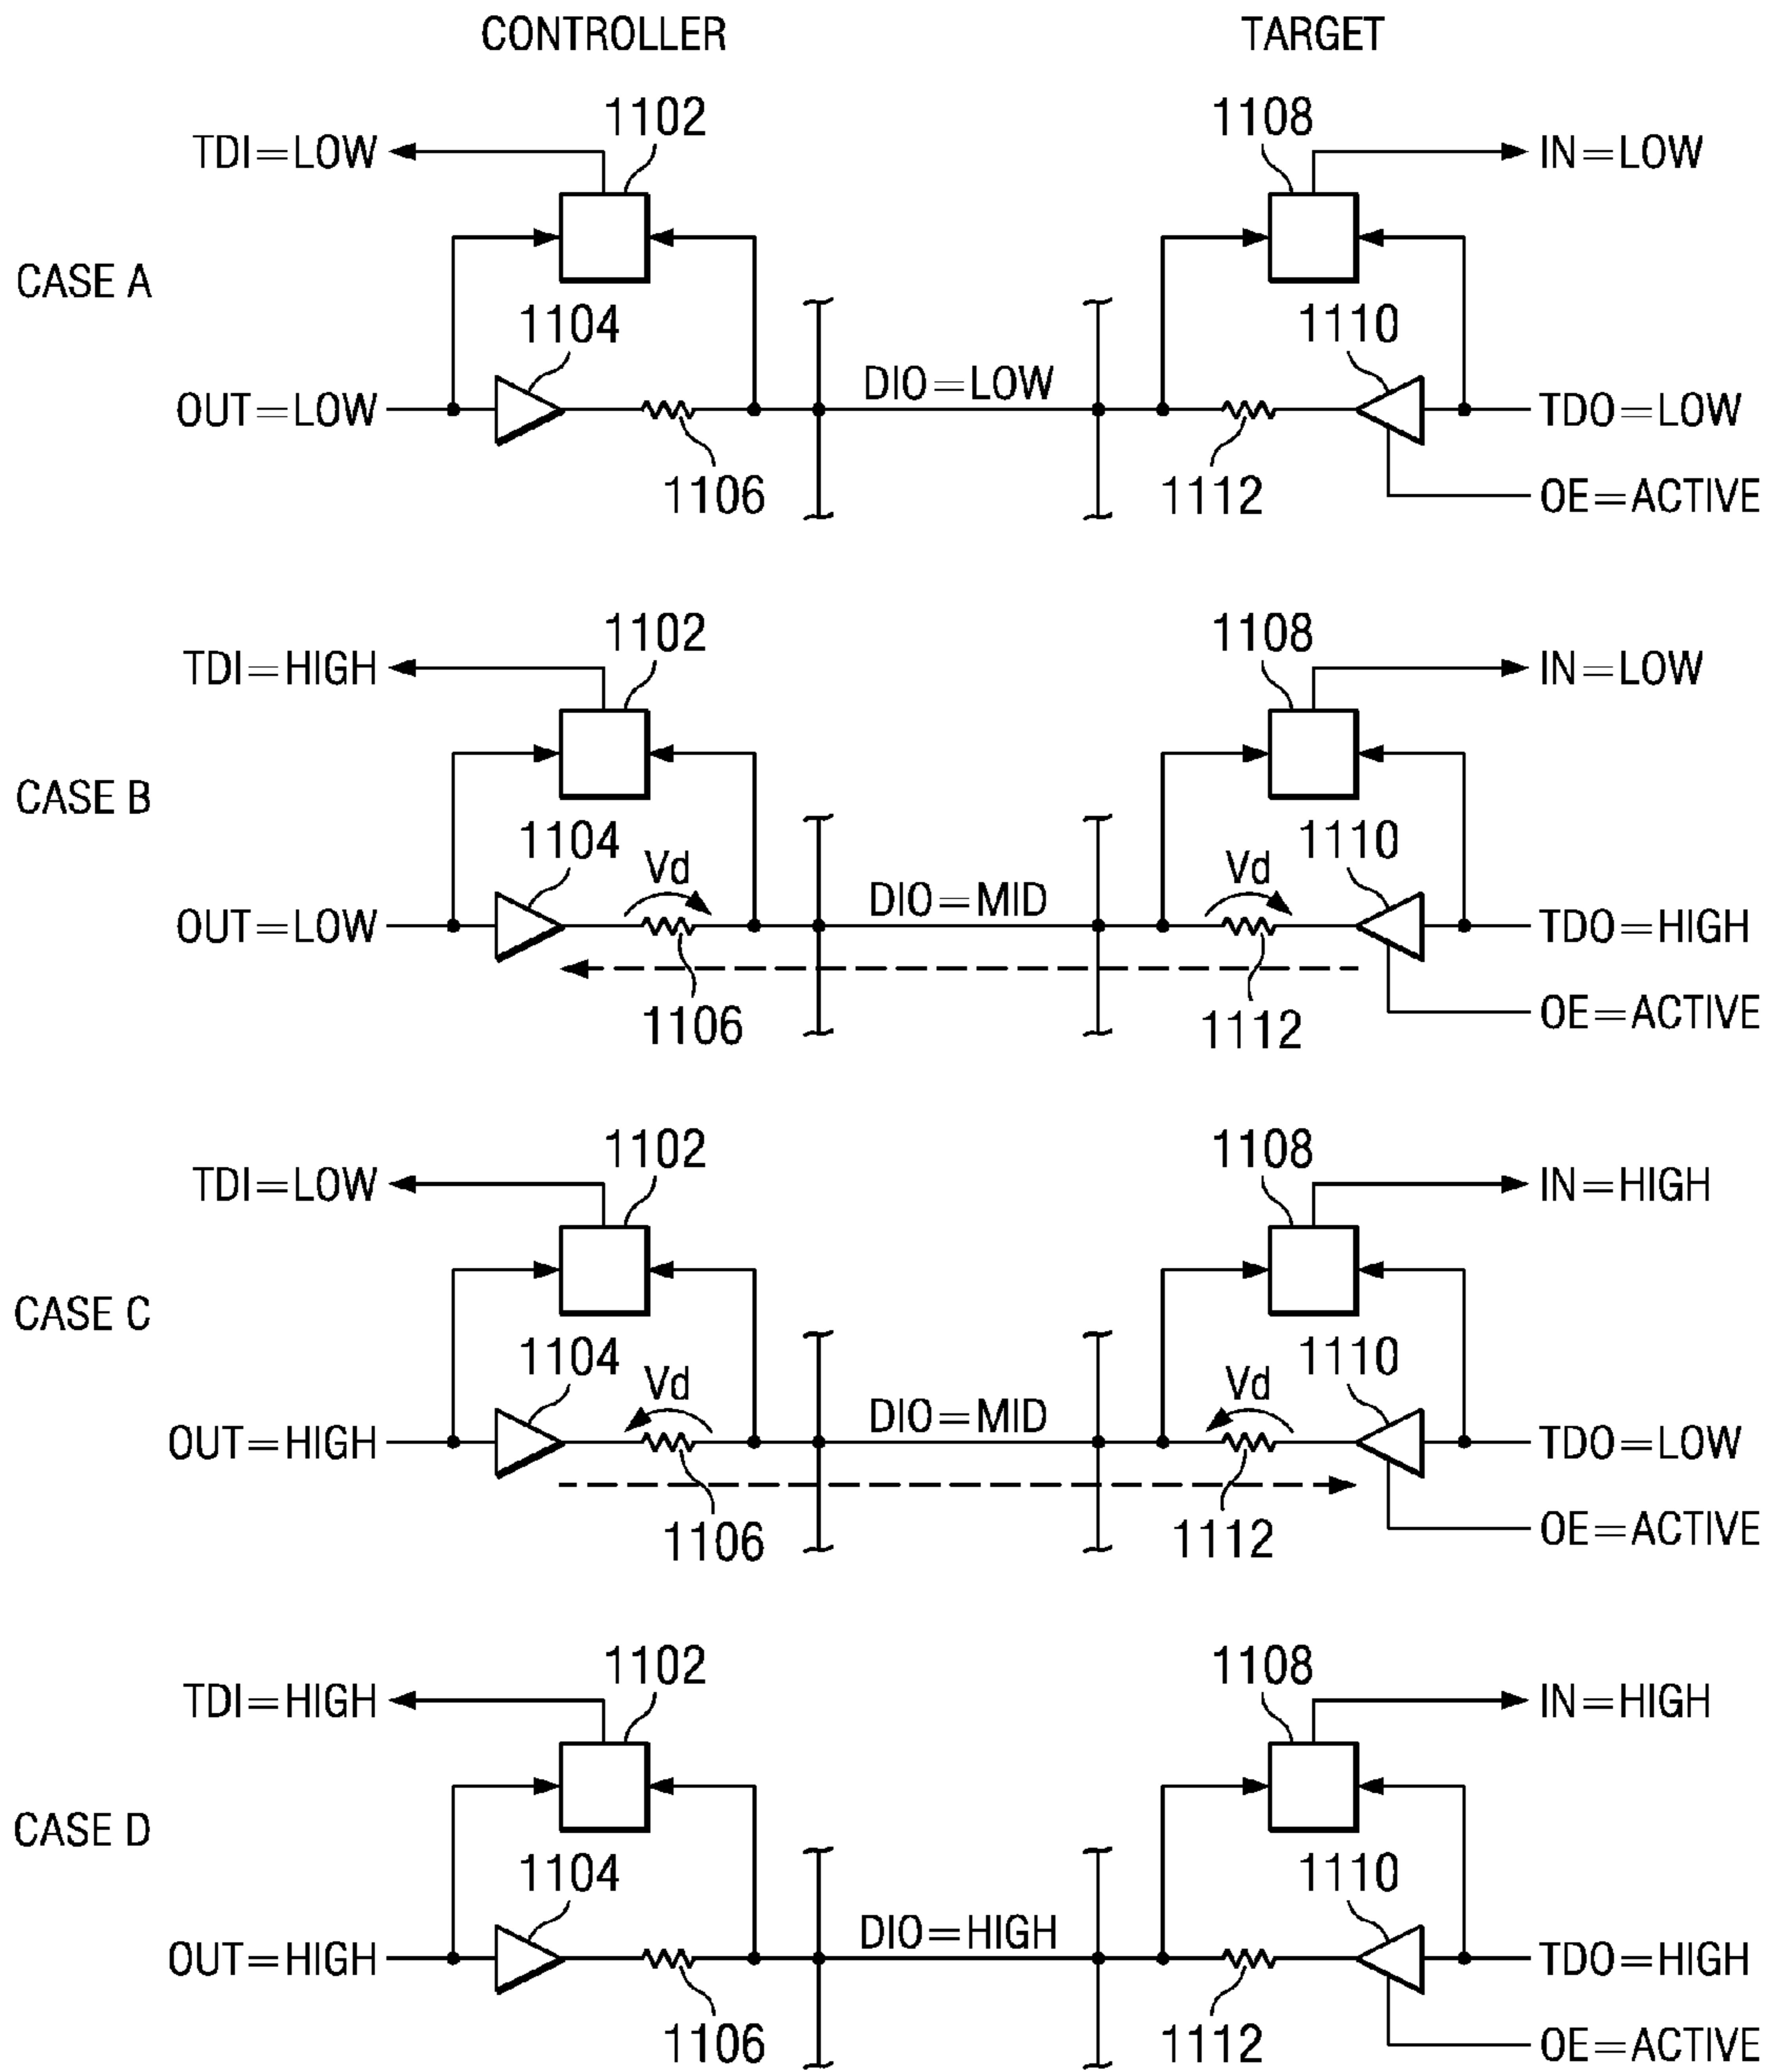 CONTROLLER TARGET
1102 1108
TDI=LOW IN=LOW
CASE A
1104 1110
DIO=LOW
OUT=LOW TDO=LOW
1106 1112 OE=ACTIVE
1102 1108
TDI=HIGH IN=LOW
CASE B
1104 1110
Vd Vd
DIO=MID
OUT=LOW TDO=HIGH
1106 1112 OE=ACTIVE
1102 1108
TDI=LOW IN=HIGH
CASE C
1104 1110
Vd Vd
DIO=MID
OUT=HIGH TDO=LOW
1106 1112 OE=ACTIVE
1102 1108
TDI=HIGH IN=HIGH
CASE D
1104 1110
DIO=HIGH
OUT=HIGH TDO=HIGH
1106 1112 OE=ACTIVE